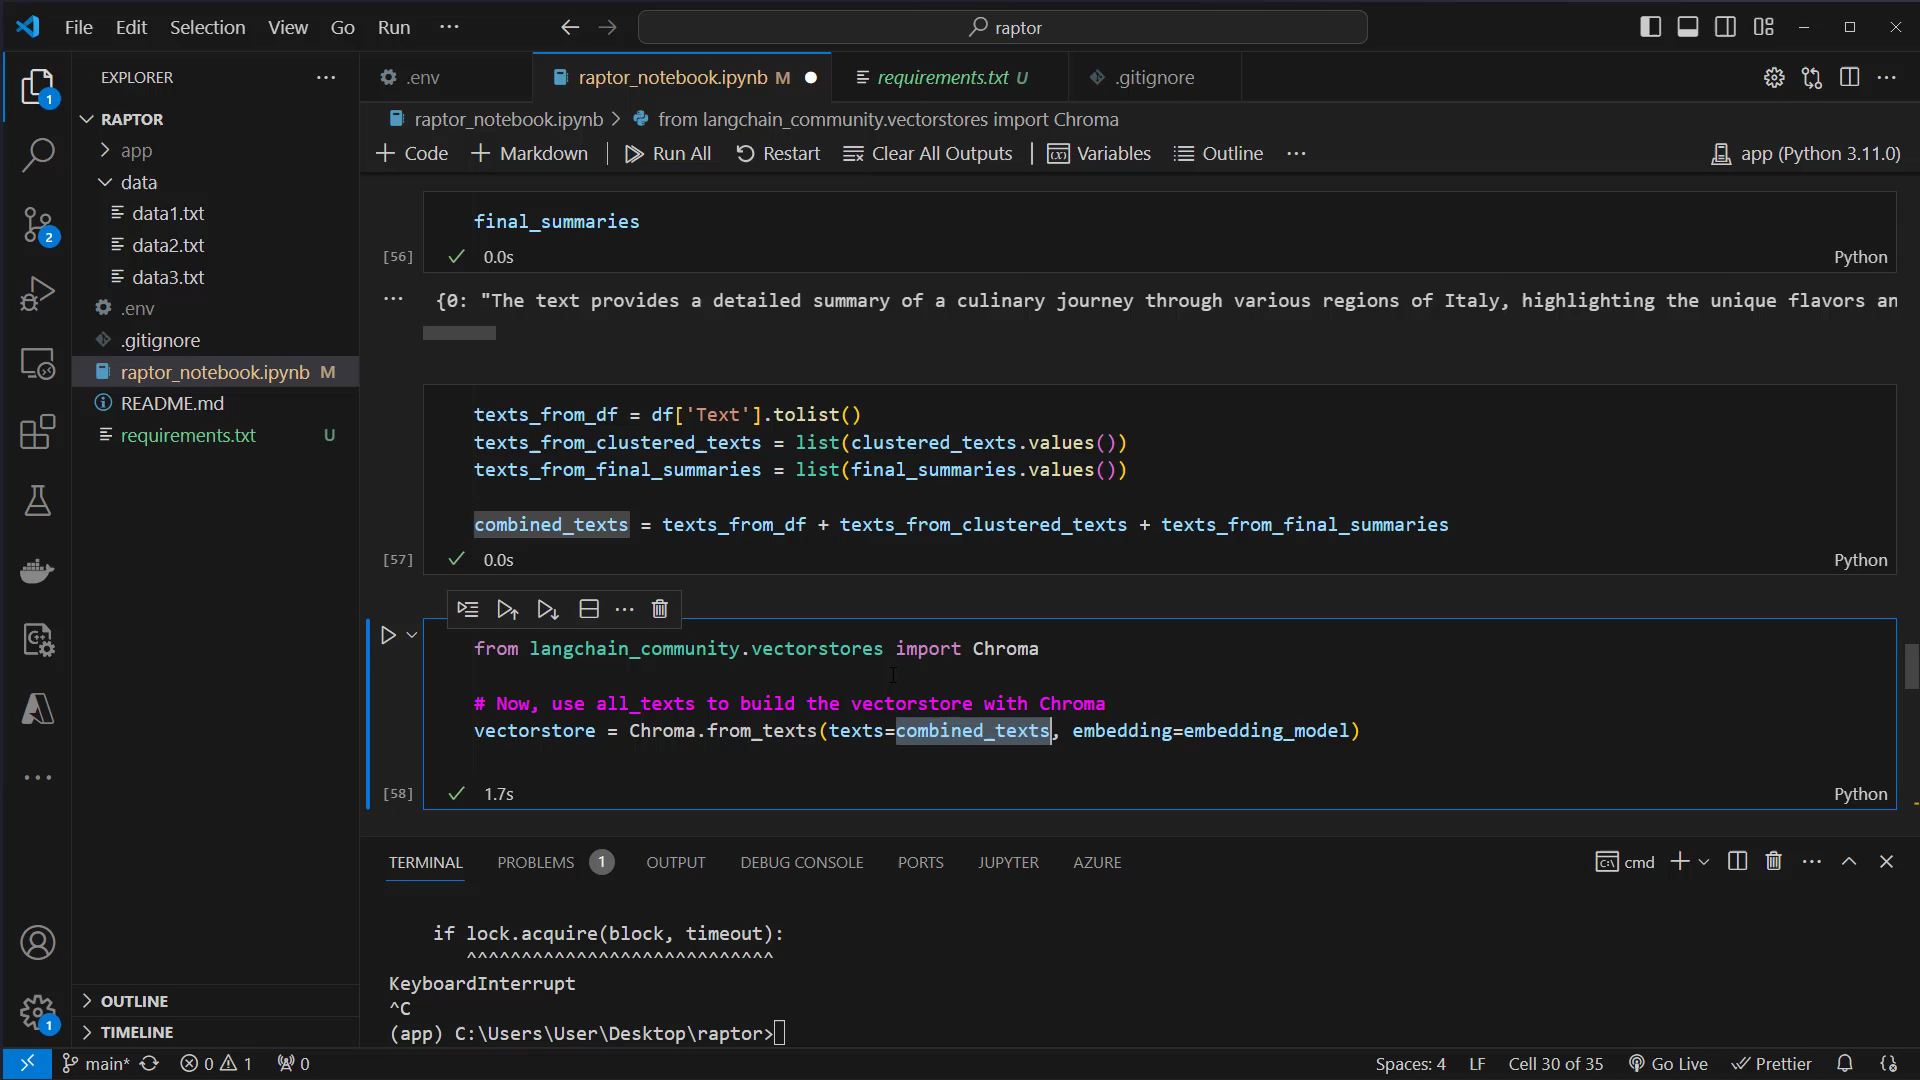 File Edit Selection View Go Run ··· raptor
EXPLORER ···
.env raptor_notebook.ipynb M requirements.txt U .gitignore
raptor_notebook.ipynb > from langchain_community.vectorstores import Chroma
+ Code + Markdown Run All Restart Clear All Outputs Variables Outline ··· app (Python 3.11.0)
RAPTOR
app
data
data1.txt
data2.txt
data3.txt
.env
.gitignore
raptor_notebook.ipynb M
README.md
requirements.txt U
OUTLINE
TIMELINE
1
2
1
final_summaries
[56] 0.0s Python
··· {0: "The text provides a detailed summary of a culinary journey through various regions of Italy, highlighting the unique flavors an
texts_from_df = df['Text'].tolist()
texts_from_clustered_texts = list(clustered_texts.values())
texts_from_final_summaries = list(final_summaries.values())
combined_texts = texts_from_df + texts_from_clustered_texts + texts_from_final_summaries
[57] 0.0s Python
from langchain_community.vectorstores import Chroma
# Now, use all_texts to build the vectorstore with Chroma
vectorstore = Chroma.from_texts(texts=combined_texts, embedding=embedding_model)
[58] 1.7s Python
TERMINAL PROBLEMS 1 OUTPUT DEBUG CONSOLE PORTS JUPYTER AZURE cmd
if lock.acquire(block, timeout):
^^^^^^^^^^^^^^^^^^^^^^^^^^^^
KeyboardInterrupt
^C
(app) C:\Users\User\Desktop\raptor>
main* 0 1 0 Spaces: 4 LF Cell 30 of 35 Go Live Prettier